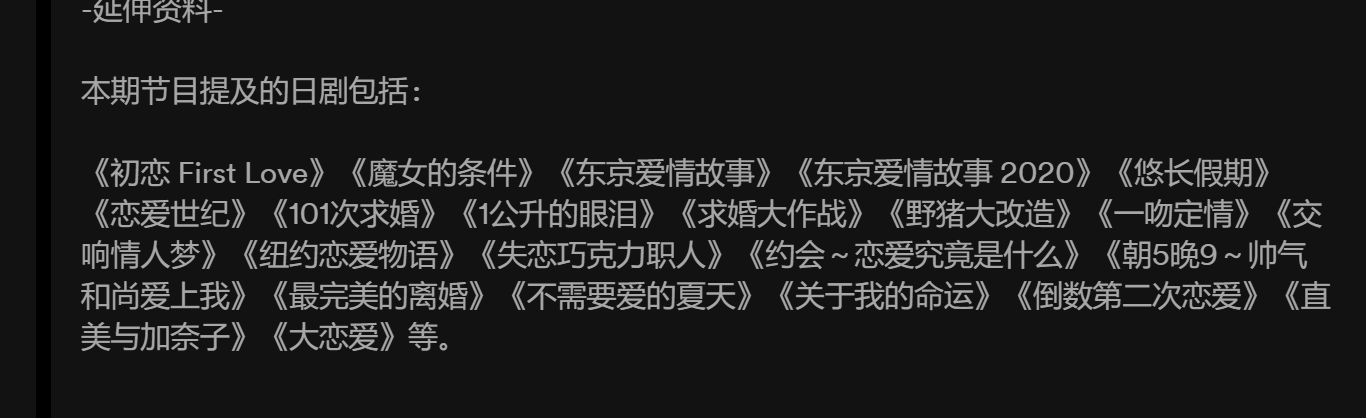 -延伸资料-
本期节目提及的日剧包括：
《初恋 First Love》《魔女的条件》《东京爱情故事》《东京爱情故事 2020》《悠长假期》
《恋爱世纪》《101次求婚》《1公升的眼泪》《求婚大作战》《野猪大改造》《一吻定情》《交
响情人梦》《纽约恋爱物语》《失恋巧克力职人》《约会～恋爱究竟是什么》《朝5晚9～帅气
和尚爱上我》《最完美的离婚》《不需要爱的夏天》《关于我的命运》《倒数第二次恋爱》《直
美与加奈子》《大恋爱》等。